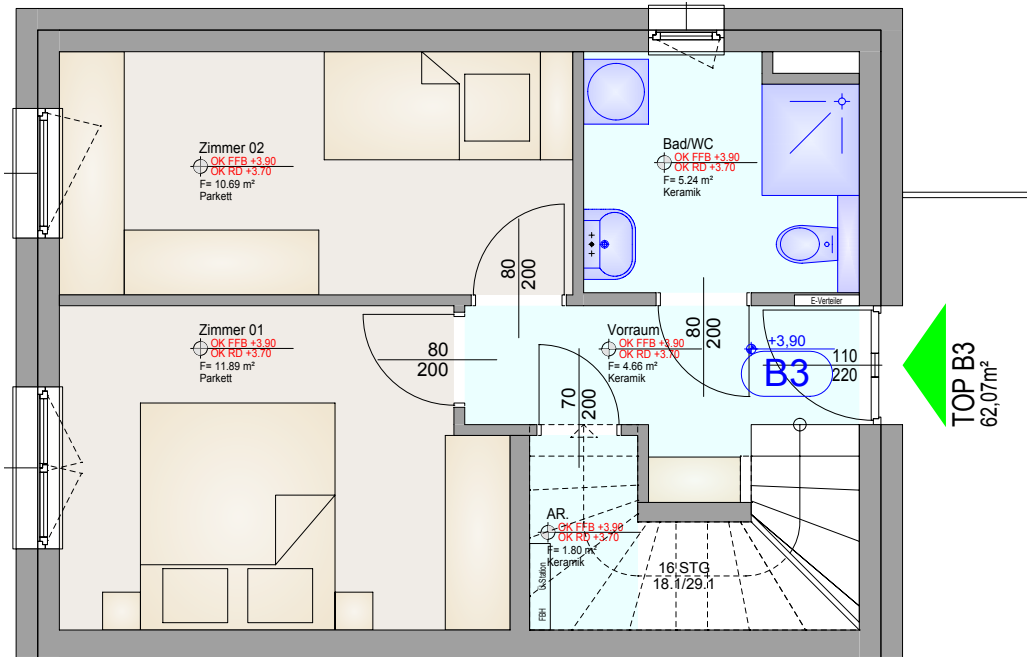 Zimmer 02
OK FFB +3.90
OK RD +3.70
F= 10.69 m²
Parkett
Bad/WC
OK FFB +3.90
OK RD +3.70
F= 5.24 m²
Keramik
80
200
E-Verteiler
Zimmer 01
OK FFB +3.90
OK RD +3.70
F= 11.89 m²
Parkett
80
200
Vorraum
OK FFB +3.90
OK RD +3.70
F= 4.66 m²
Keramik
80
200
+3,90
B3
110
220
TOP B3
62,07m²
70
200
AR.
OK FFB +3.90
OK RD +3.70
F= 1.80 m²
Keramik
FBH
16 STG
18.1/29.1